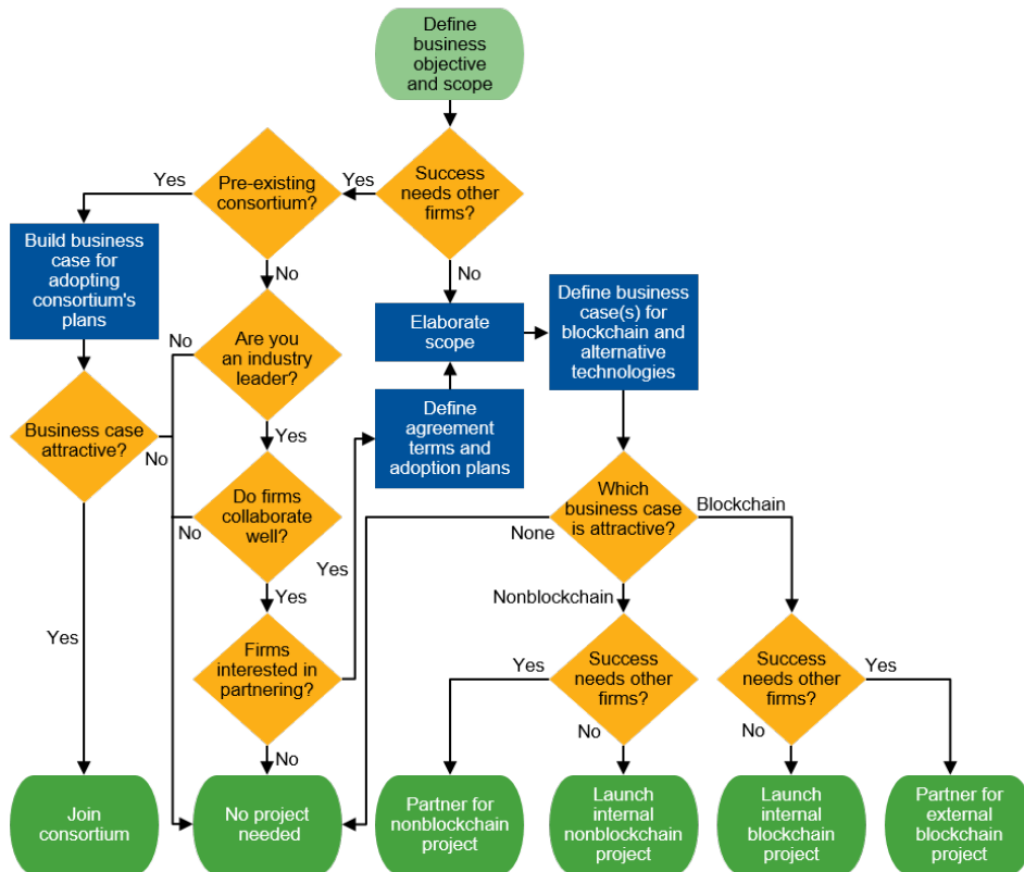 Define
business
objective
and scope
Yes
Pre-existing
consortium?
Yes
Success
needs other
firms?
Build business
case for
adopting
consortium's
plans
No
No
Define business
case(s) for
blockchain and
alternative
technologies
Elaborate
scope
No
Are you
an industry
leader?
Business case
attractive?
No
Yes
Define
agreement
terms and
adoption plans
Do firms
collaborate
well?
No
Which
business case
is attractive?
Blockchain
None
Yes
Yes
Nonblockchain
Yes
Firms
interested in
partnering?
Yes
Success
needs other
firms?
Success
needs other
firms?
Yes
No
No
No
Join
consortium
No project
needed
Partner for
nonblockchain
project
Launch
internal
nonblockchain
project
Launch
internal
blockchain
project
Partner for
external
blockchain
project